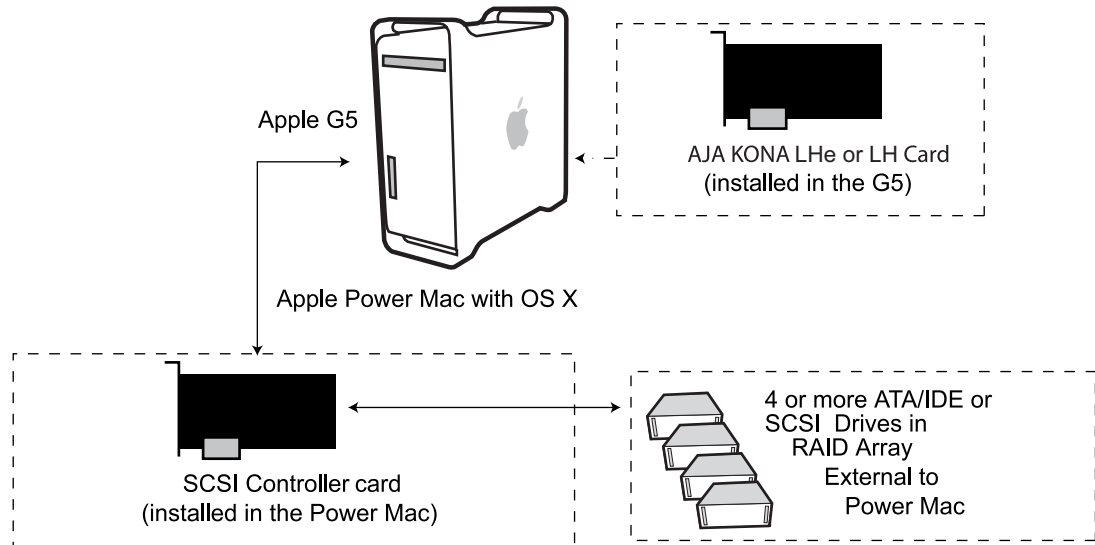 Apple G5
AJA KONA LHe or LH Card
(installed in the G5)
Apple Power Mac with OS X
SCSI Controller card
(installed in the Power Mac)
4 or more ATA/IDE or
SCSI Drives in
RAID Array
External to
Power Mac